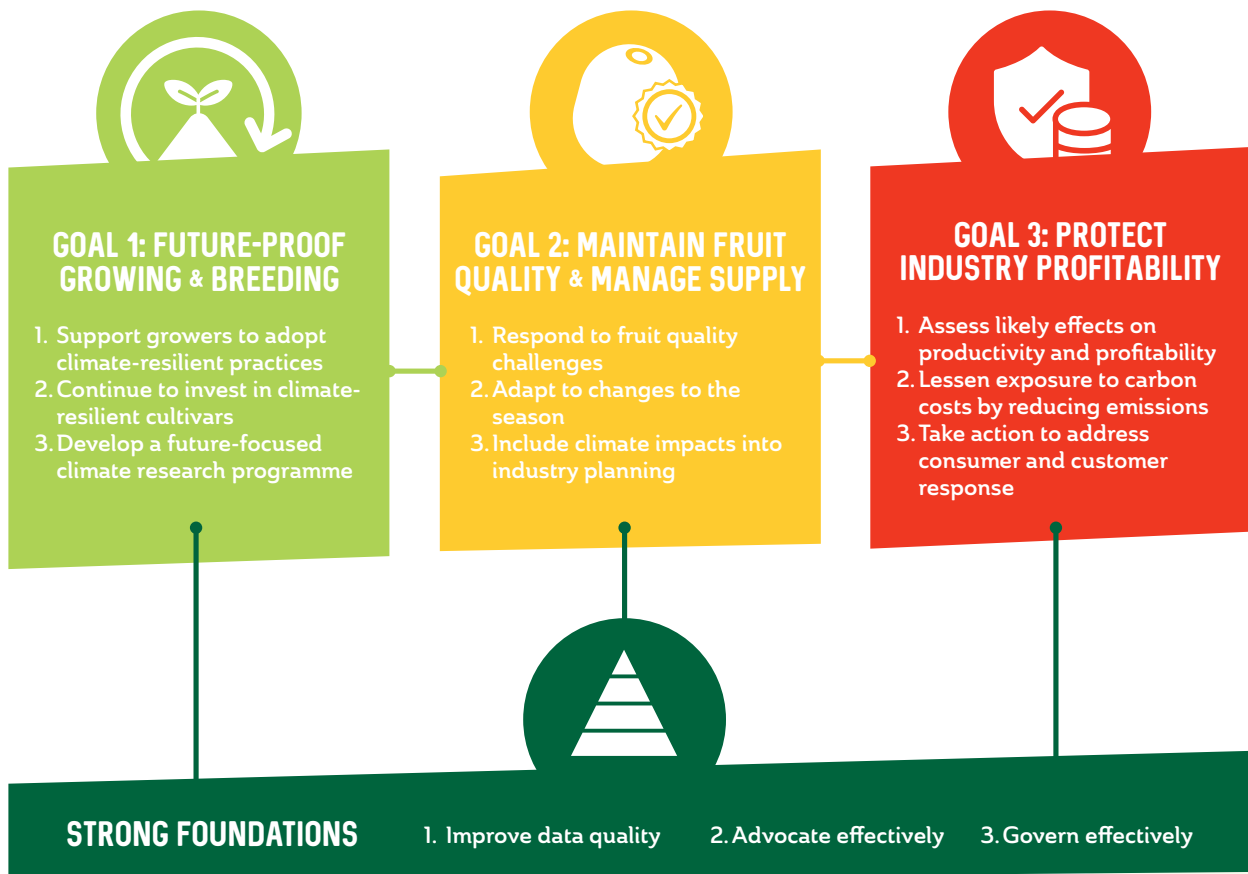 GOAL 1: FUTURE-PROOF
GROWING & BREEDING
1. Support growers to adopt
climate-resilient practices
2. Continue to invest in climate-
resilient cultivars
3. Develop a future-focused
climate research programme
GOAL 2: MAINTAIN FRUIT
QUALITY & MANAGE SUPPLY
1. Respond to fruit quality
challenges
2. Adapt to changes to the
season
3. Include climate impacts into
industry planning
GOAL 3: PROTECT
INDUSTRY PROFITABILITY
1. Assess likely effects on
productivity and profitability
2. Lessen exposure to carbon
costs by reducing emissions
3. Take action to address
consumer and customer
response
STRONG FOUNDATIONS
1. Improve data quality
2. Advocate effectively
3. Govern effectively